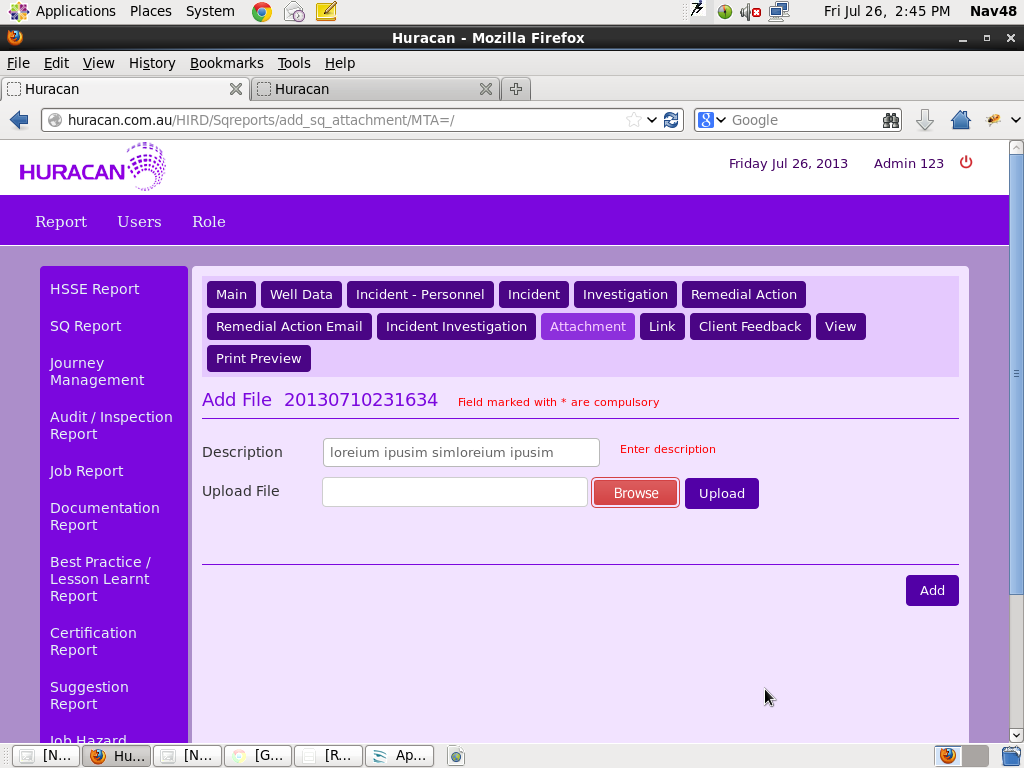 Applications Places System Fri Jul 26, 2:45 PM Nav48
Huracan - Mozilla Firefox
File Edit View History Bookmarks Tools Help
Huracan Huracan
huracan.com.au/HIRD/Sqreports/add_sq_attachment/MTA=/ Google
HURACAN Friday Jul 26, 2013 Admin 123
Report Users Role
HSSE Report
SQ Report
Journey
Management
Audit / Inspection
Report
Job Report
Documentation
Report
Best Practice /
Lesson Learnt
Report
Certification
Report
Suggestion
Report
Job Hazard
Main Well Data Incident - Personnel Incident Investigation Remedial Action
Remedial Action Email Incident Investigation Attachment Link Client Feedback View
Print Preview
Add File 20130710231634 Field marked with * are compulsory
Description loreium ipusim simloreium ipusim Enter description
Upload File Browse Upload
Add
[N... Hu... [N... [G... [R... Ap...